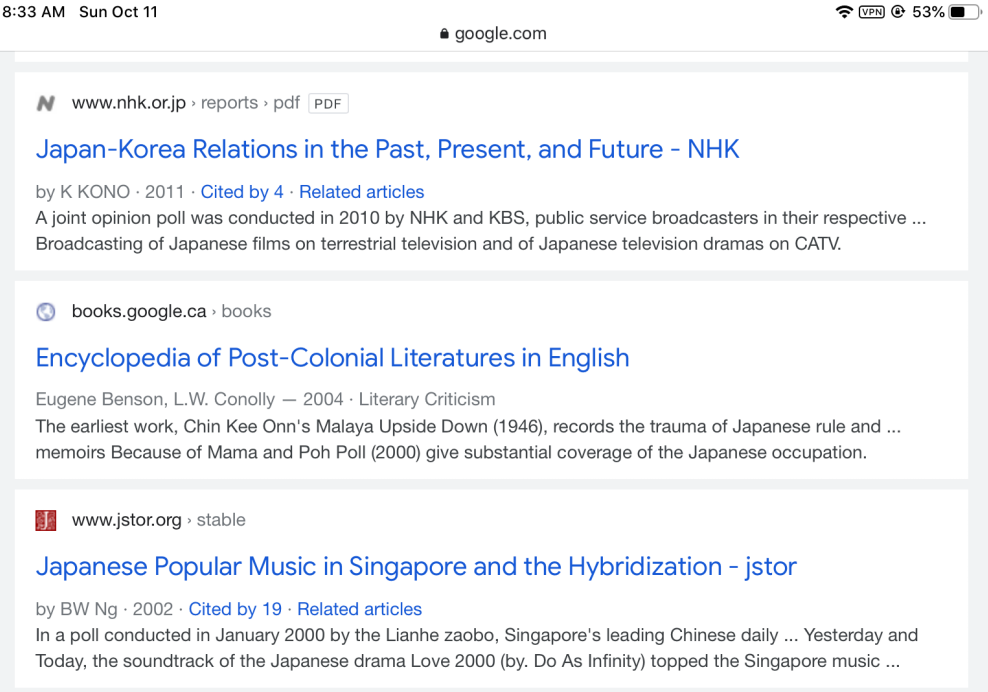 8:33 AM Sun Oct 11
VPN 53%
google.com
www.nhk.or.jp › reports › pdf PDF
Japan-Korea Relations in the Past, Present, and Future - NHK
by K KONO · 2011 · Cited by 4 · Related articles
A joint opinion poll was conducted in 2010 by NHK and KBS, public service broadcasters in their respective ...
Broadcasting of Japanese films on terrestrial television and of Japanese television dramas on CATV.
books.google.ca › books
Encyclopedia of Post-Colonial Literatures in English
Eugene Benson, L.W. Conolly — 2004 · Literary Criticism
The earliest work, Chin Kee Onn's Malaya Upside Down (1946), records the trauma of Japanese rule and ...
memoirs Because of Mama and Poh Poll (2000) give substantial coverage of the Japanese occupation.
www.jstor.org › stable
Japanese Popular Music in Singapore and the Hybridization - jstor
by BW Ng · 2002 · Cited by 19 · Related articles
In a poll conducted in January 2000 by the Lianhe zaobo, Singapore's leading Chinese daily ... Yesterday and
Today, the soundtrack of the Japanese drama Love 2000 (by. Do As Infinity) topped the Singapore music ...